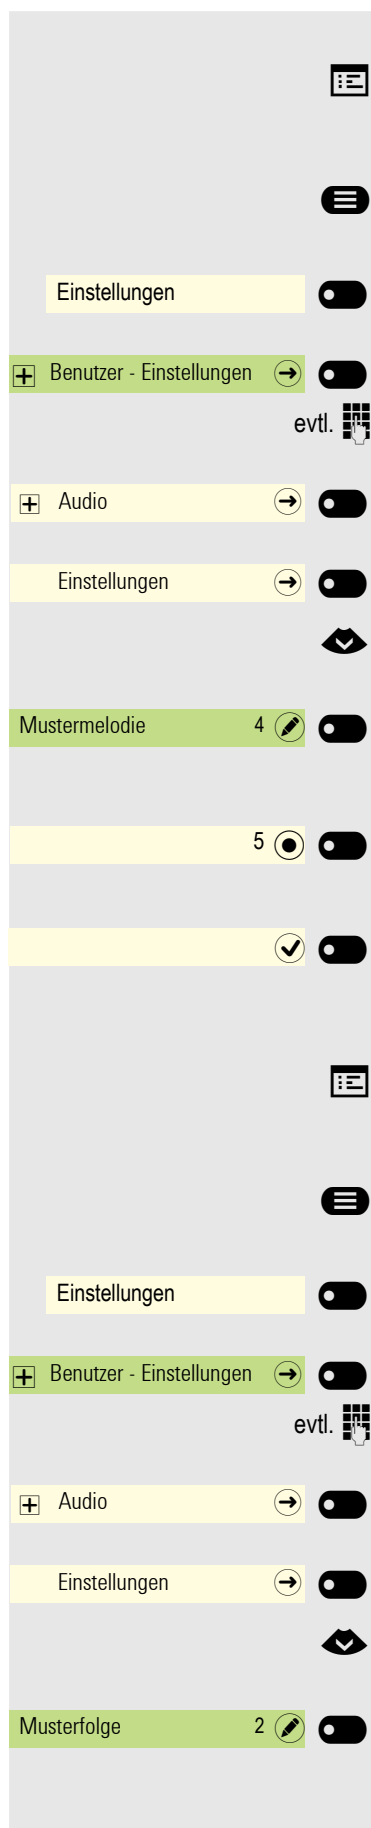 Einstellungen
Benutzer - Einstellungen
evtl.
Audio
Einstellungen
Mustermelodie 4
5
Einstellungen
Benutzer - Einstellungen
evtl.
Audio
Einstellungen
Musterfolge 2